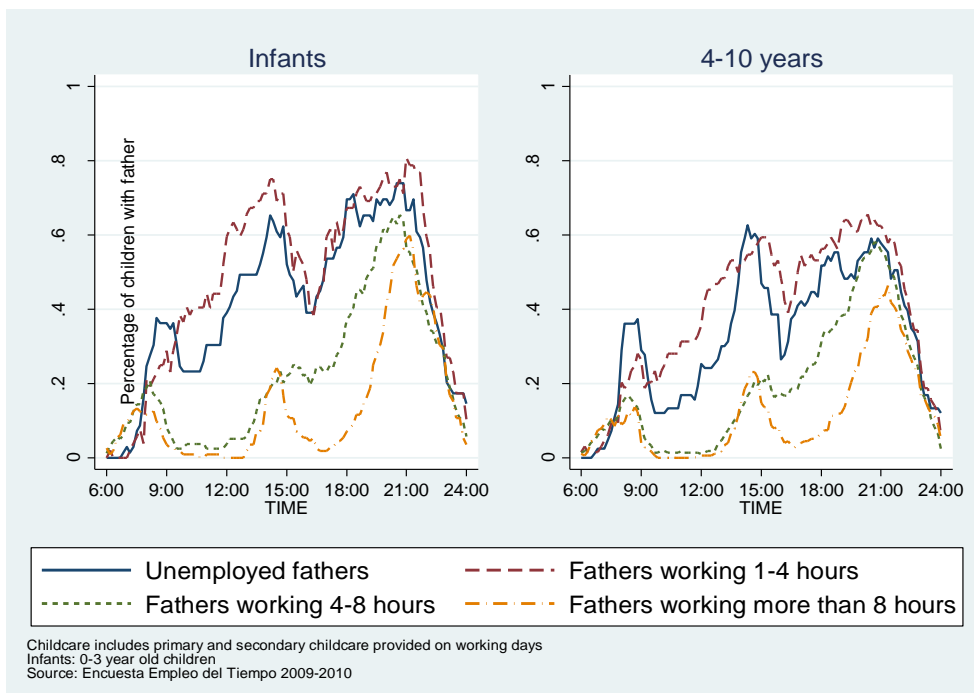 Infants
4-10 years
Percentage of children with father
0
.2
.4
.6
.8
1
6:00 9:00 12:00 15:00 18:00 21:00 24:00
TIME
0
.2
.4
.6
.8
1
6:00 9:00 12:00 15:00 18:00 21:00 24:00
TIME
Unemployed fathers
Fathers working 1-4 hours
Fathers working 4-8 hours
Fathers working more than 8 hours
Childcare includes primary and secondary childcare provided on working days
Infants: 0-3 year old children
Source: Encuesta Empleo del Tiempo 2009-2010